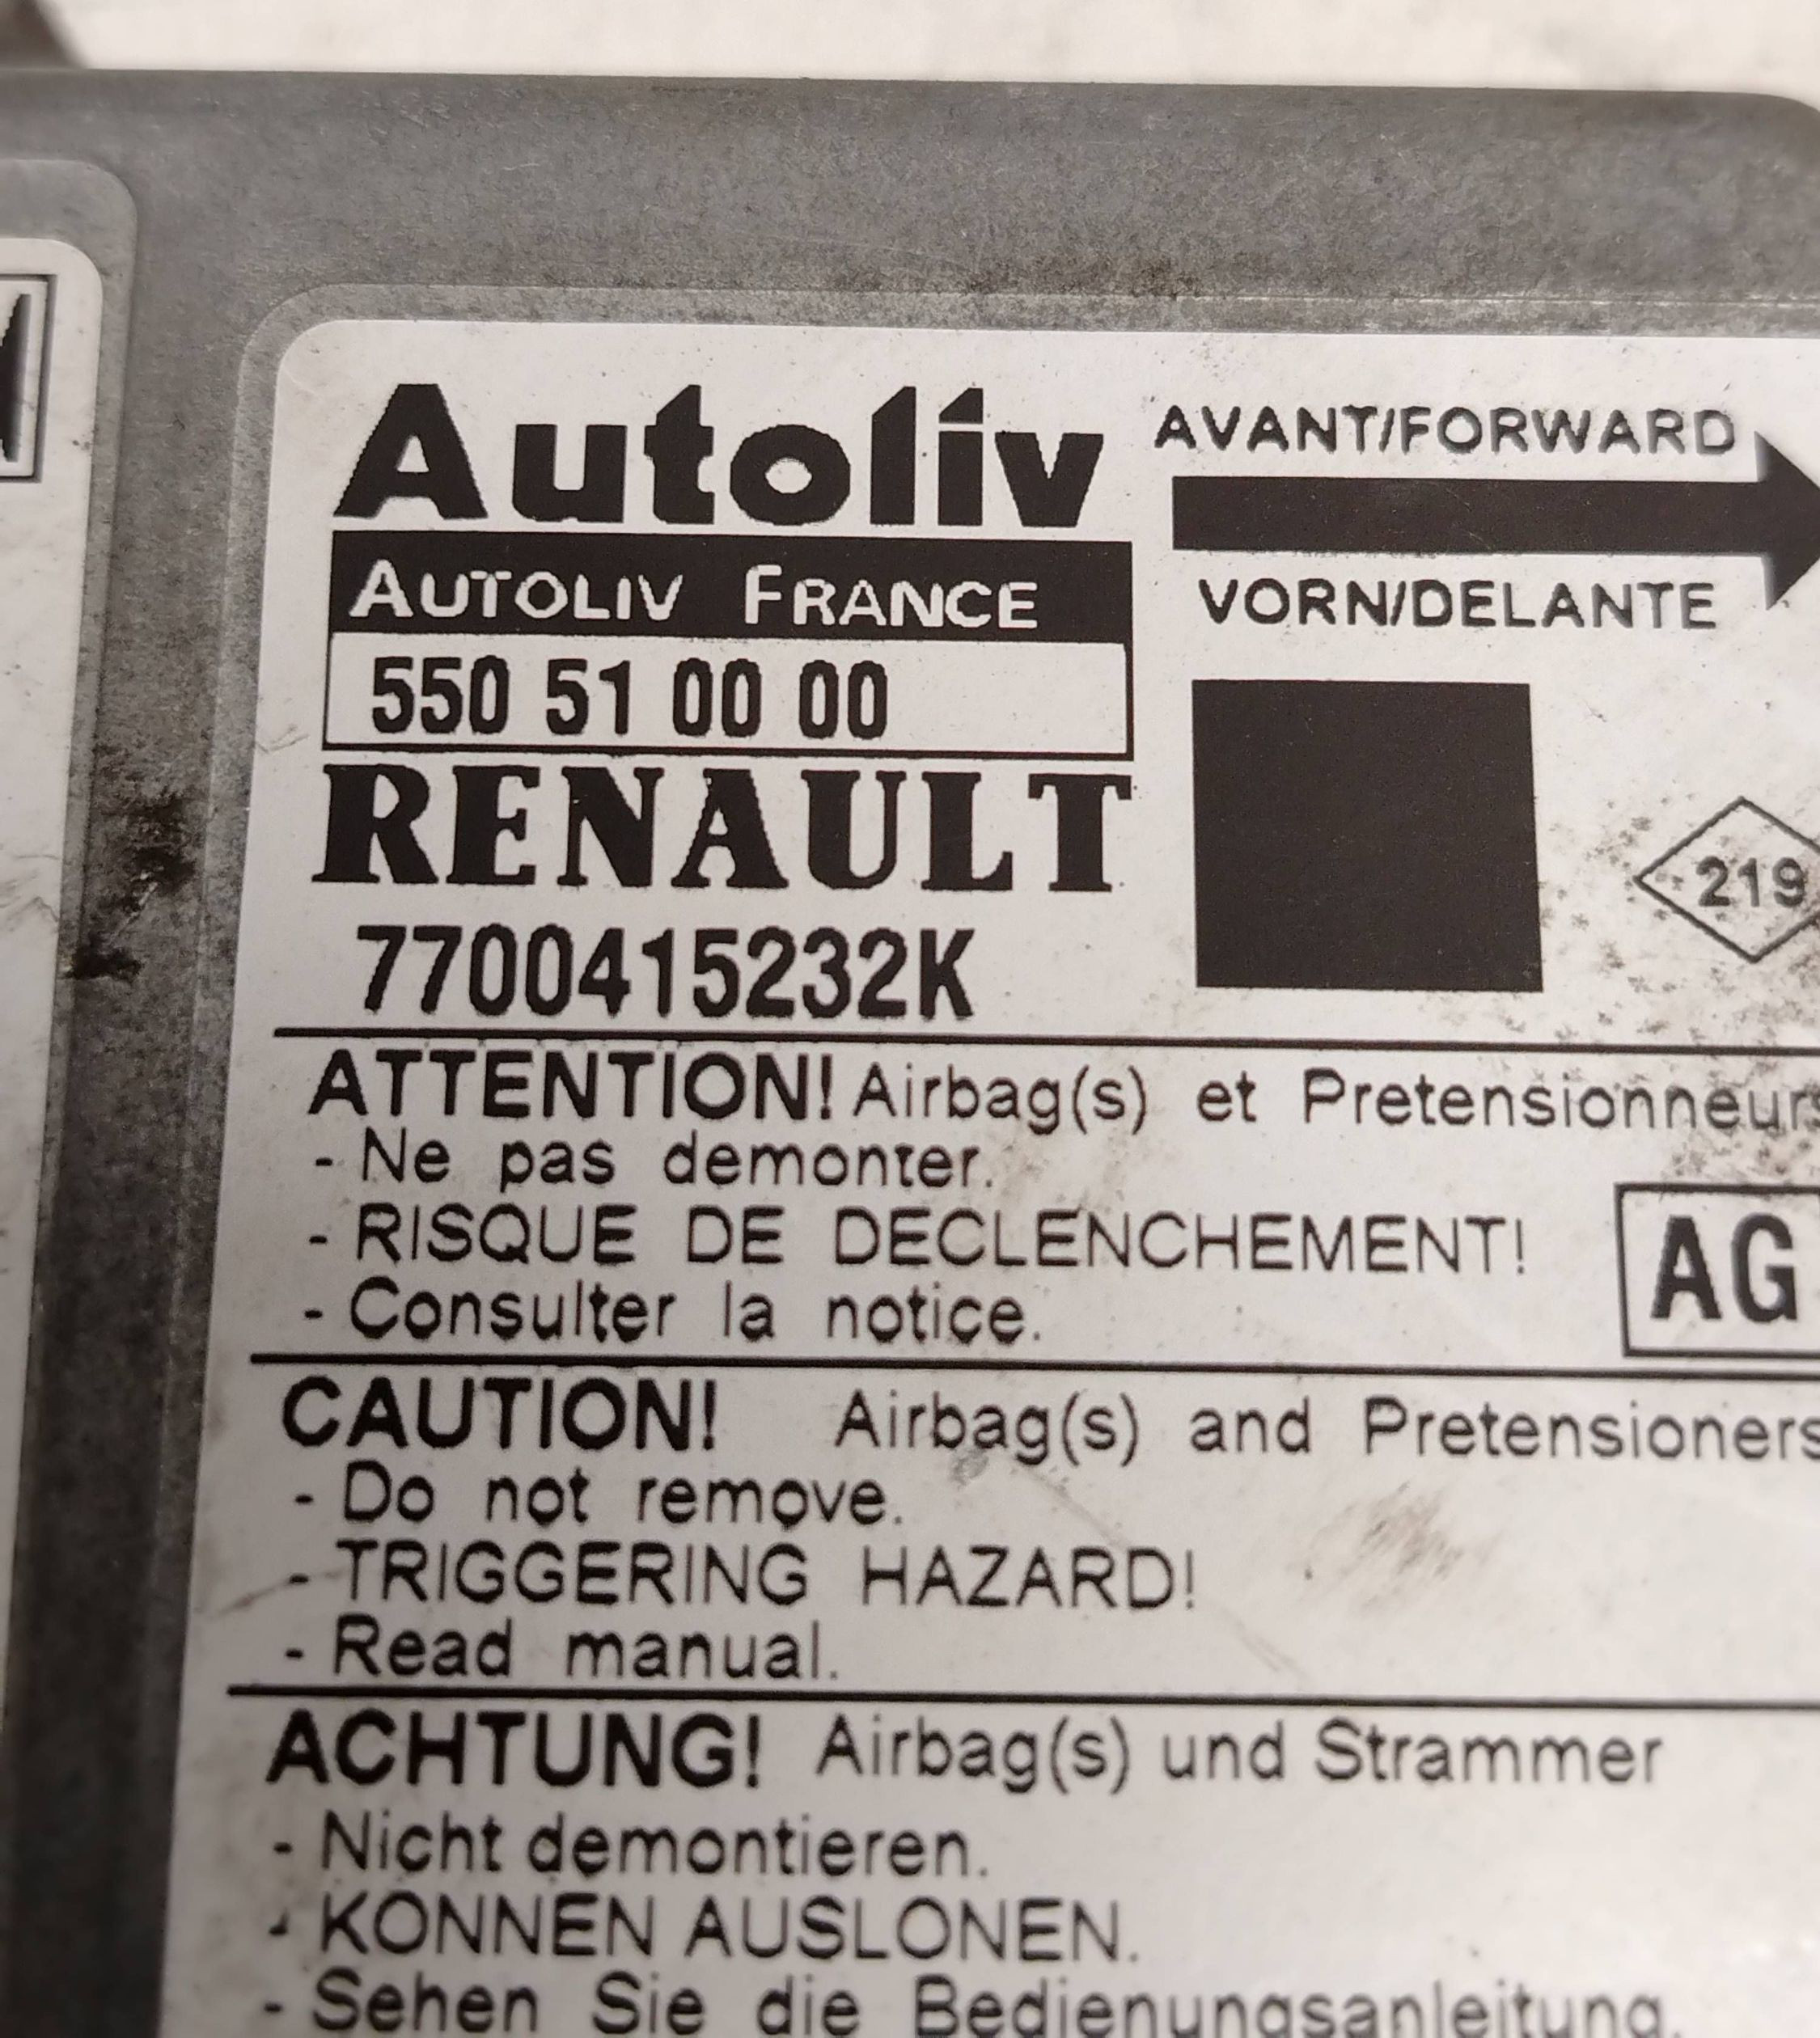 Autoliv
AVANT/FORWARD
AUTOLIV FRANCE
VORN/DELANTE
550 51 00 00
RENAULT
219
7700415232K
ATTENTION! Airbag(s) et Pretensionneurs
- Ne pas demonter.
- RISQUE DE DECLENCHEMENT!
AG
- Consulter la notice.
CAUTION! Airbag(s) and Pretensioners
- Do not remove.
- TRIGGERING HAZARD!
- Read manual.
ACHTUNG! Airbag(s) und Strammer
- Nicht demontieren.
- KONNEN AUSLONEN.
- Sehen Sie die Bedienungsanleitung.